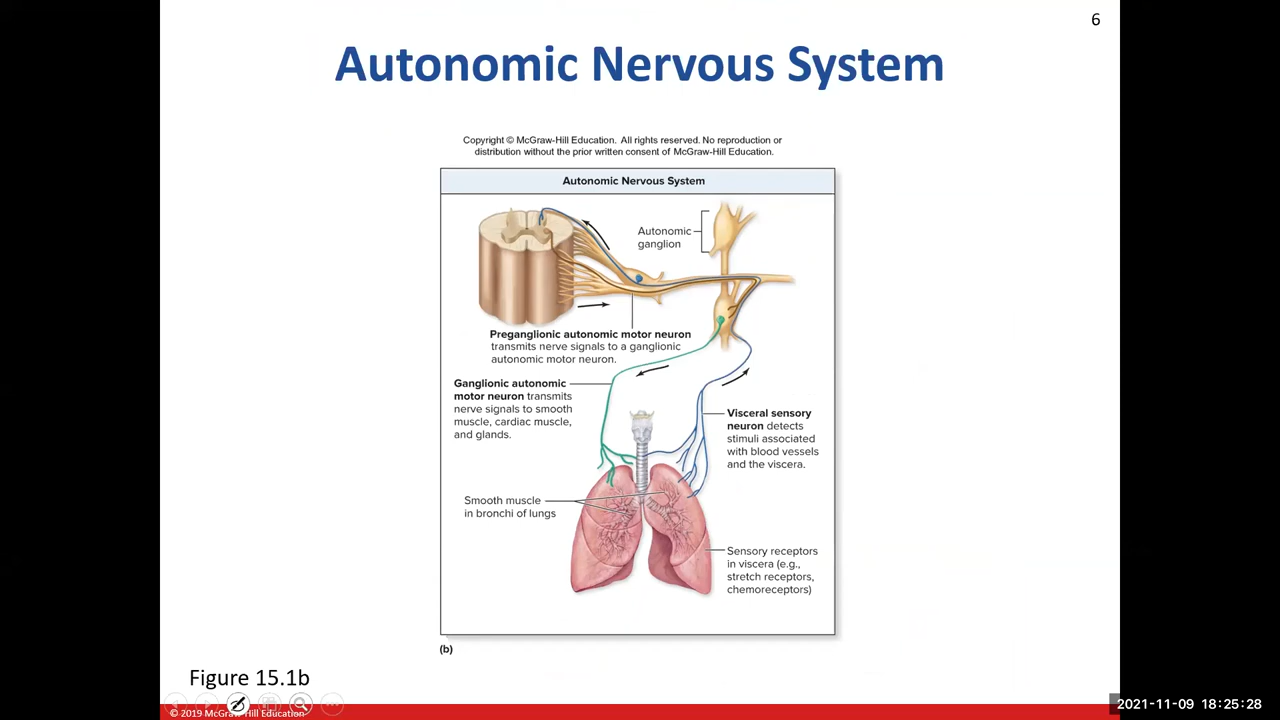 6
Autonomic Nervous System
Copyright © McGraw-Hill Education. All rights reserved. No reproduction or
distribution without the prior written consent of McGraw-Hill Education.
Autonomic Nervous System
Autonomic
ganglion
Preganglionic autonomic motor neuron
transmits nerve signals to a ganglionic
autonomic motor neuron.
Ganglionic autonomic
motor neuron transmits
nerve signals to smooth
muscle, cardiac muscle,
and glands.
Visceral sensory
neuron detects
stimuli associated
with blood vessels
and the viscera.
Smooth muscle
in bronchi of lungs
Sensory receptors
in viscera (e.g.,
stretch receptors,
chemoreceptors)
(b)
Figure 15.1b
© 2019 McGraw-Hill Education
2021-11-09 18:25:28